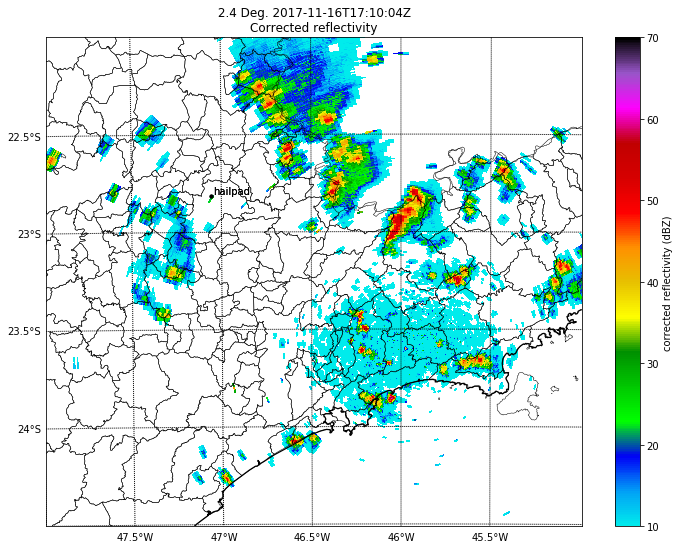 2.4 Deg. 2017-11-16T17:10:04Z
Corrected reflectivity
70
60
50
40
30
20
10
corrected reflectivity (dBZ)
22.5°S
23°S
23.5°S
24°S
hailpad
47.5°W
47°W
46.5°W
46°W
45.5°W